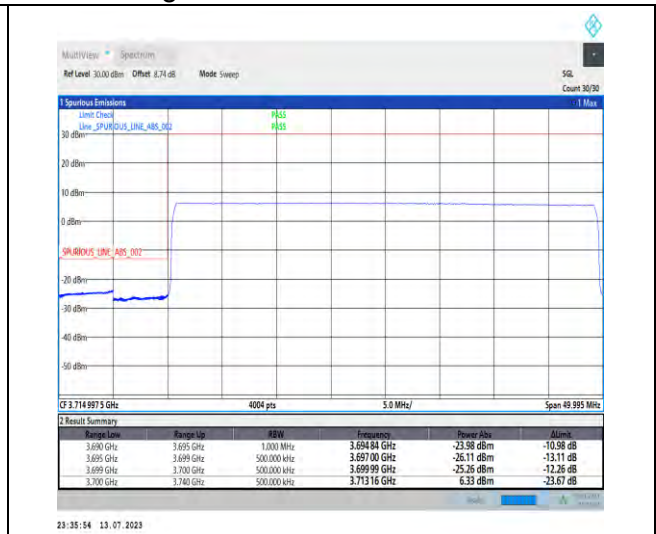 MultiView Spectrum
Ref Level 30.00 dBm Offset 8.74 dB Mode Sweep SGL
Count 30/30
1 Spurious Emissions 1 Max
Limit Check PASS
Line _SPURIOUS_LINE_ABS_002 PASS
30 dBm
20 dBm
10 dBm
0 dBm
_SPURIOUS_LINE_ABS_002
-20 dBm
-30 dBm
-40 dBm
-50 dBm
CF 3.714 997 5 GHz 4004 pts 5.0 MHz/ Span 49.995 MHz
2 Result Summary
Range Low Range Up RBW Frequency Power Abs ΔLimit
3.690 GHz 3.695 GHz 1.000 MHz 3.694 84 GHz -23.98 dBm -10.98 dB
3.695 GHz 3.699 GHz 500.000 kHz 3.697 00 GHz -26.11 dBm -13.11 dB
3.699 GHz 3.700 GHz 500.000 kHz 3.699 99 GHz -25.26 dBm -12.26 dB
3.700 GHz 3.740 GHz 500.000 kHz 3.713 16 GHz 6.33 dBm -23.67 dB
23:35:54 13.07.2023